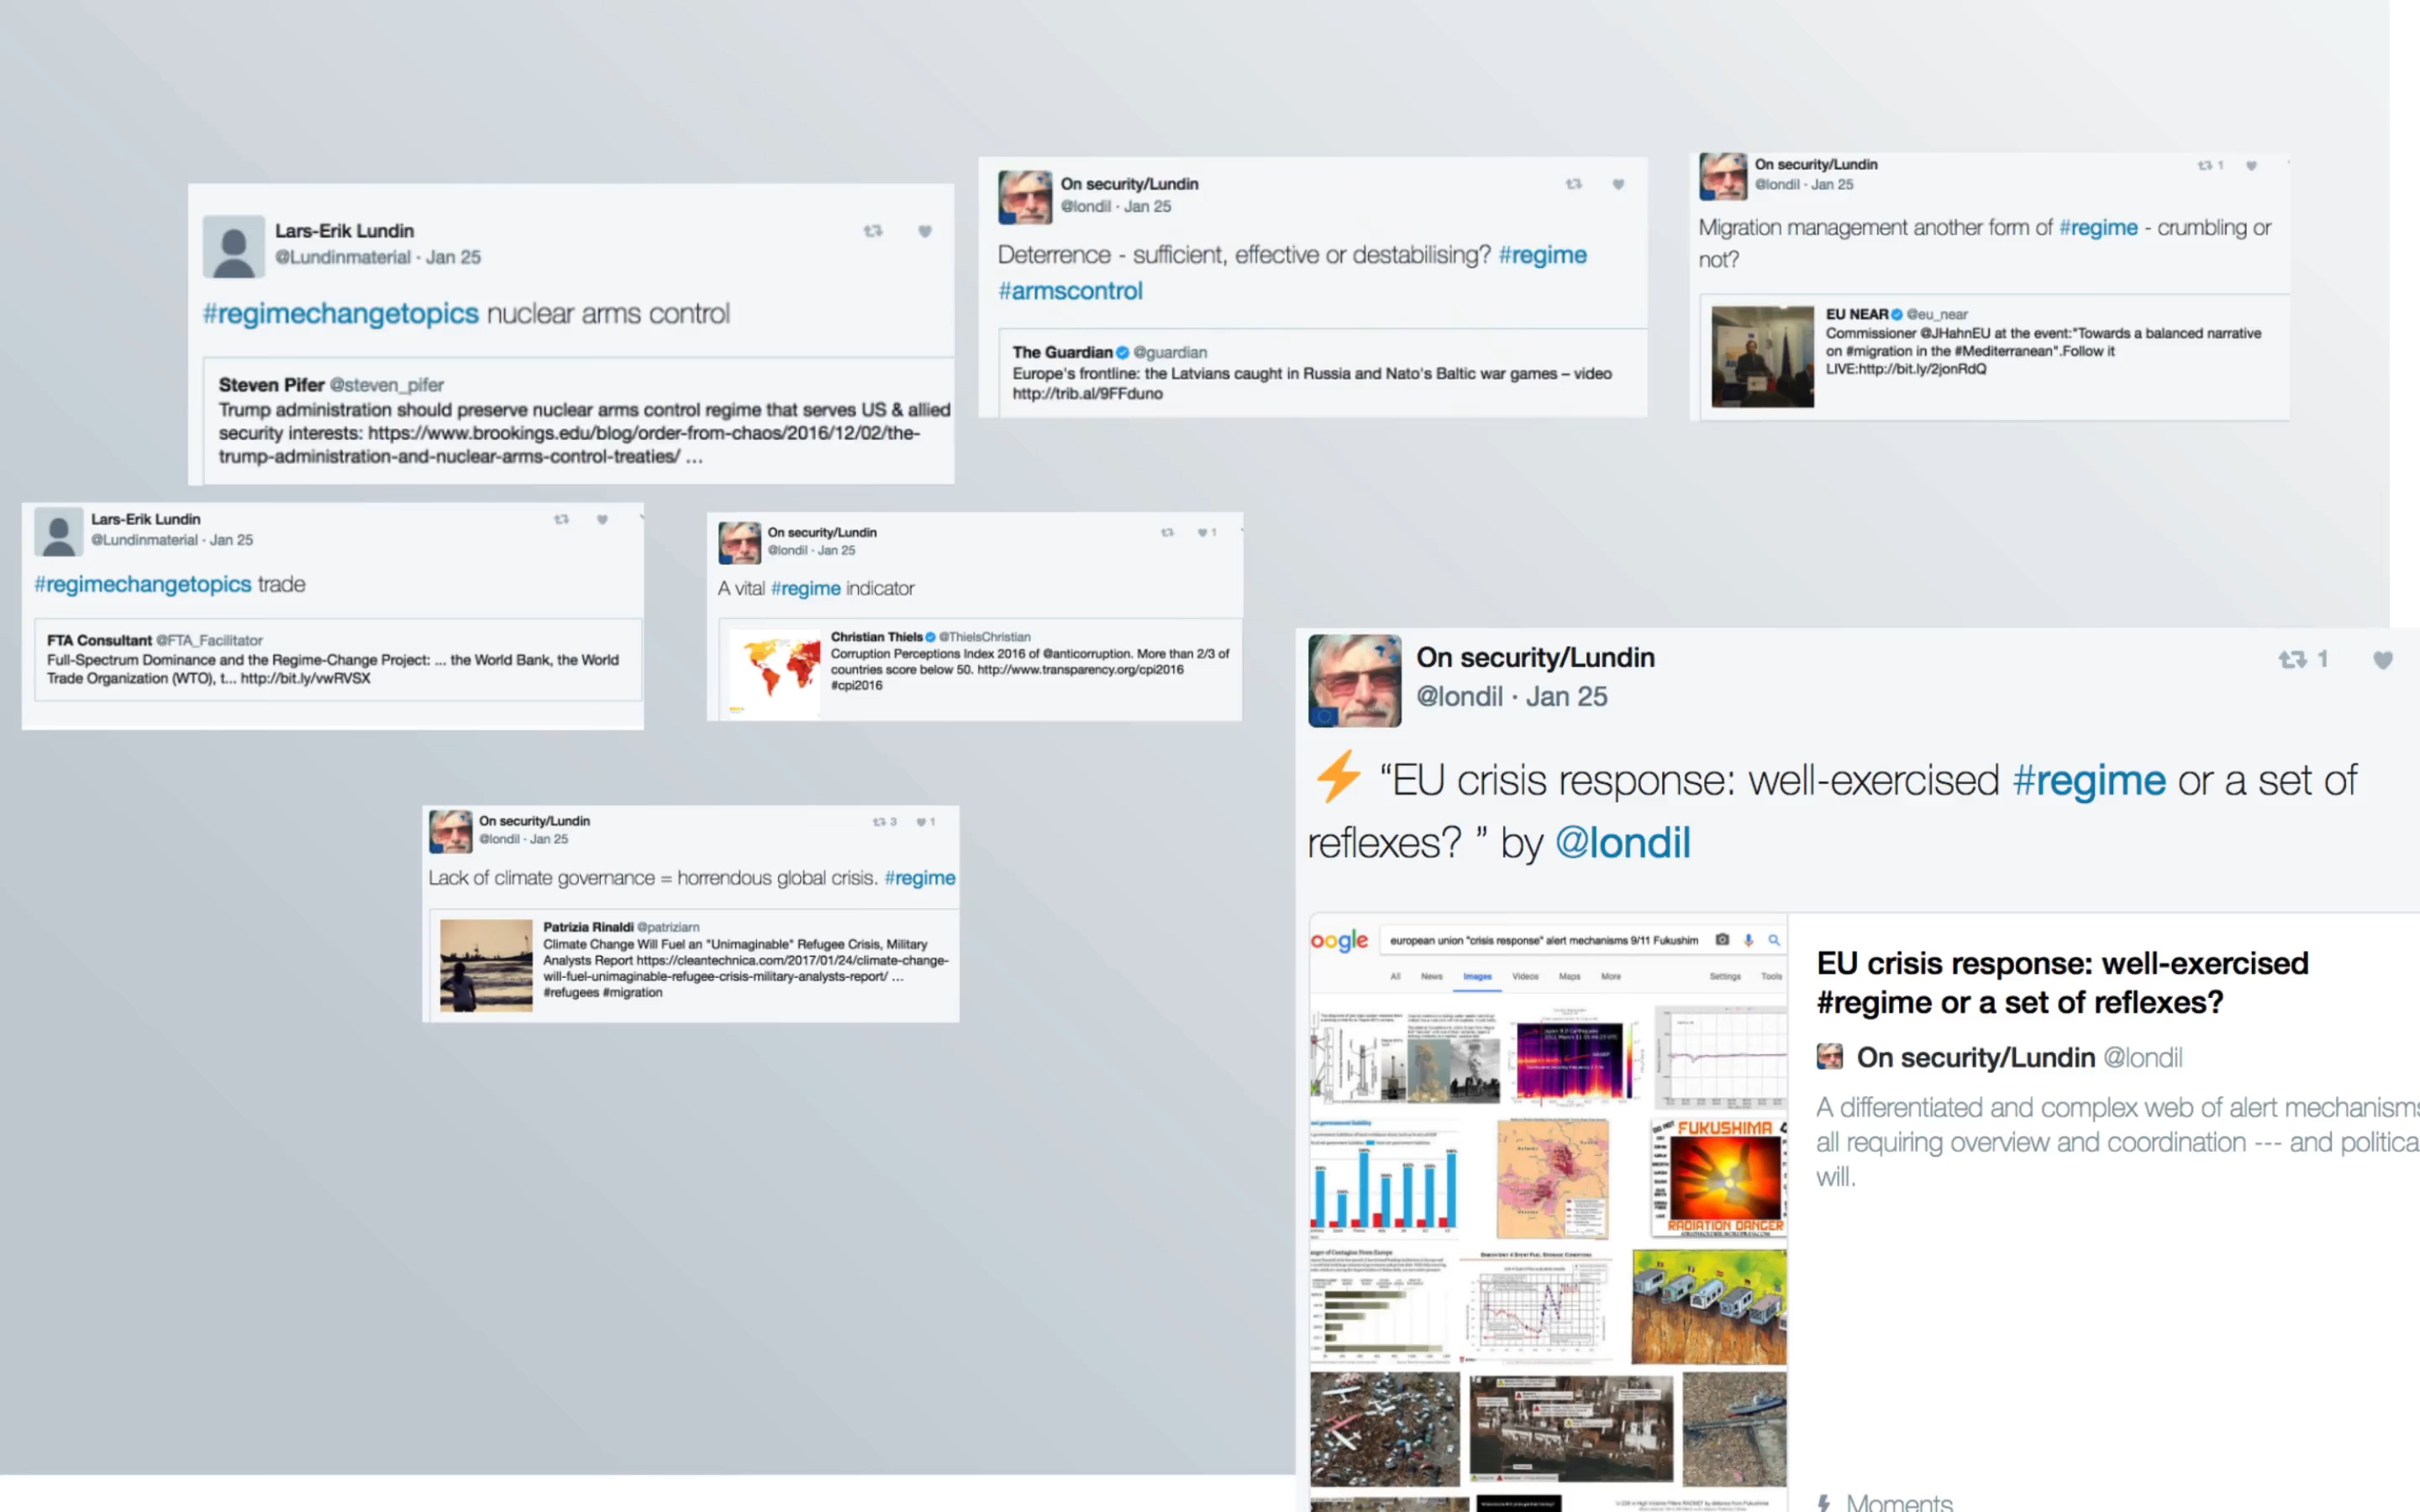 Lars-Erik Lundin
@Lundinmaterial · Jan 25
#regimechangetopics nuclear arms control
Steven Pifer @steven_pifer
Trump administration should preserve nuclear arms control regime that serves US & allied
security interests: https://www.brookings.edu/blog/order-from-chaos/2016/12/02/the-
trump-administration-and-nuclear-arms-control-treaties/ ...
On security/Lundin
@londil · Jan 25
Deterrence - sufficient, effective or destabilising? #regime
#armscontrol
The Guardian @guardian
Europe's frontline: the Latvians caught in Russia and Nato's Baltic war games – video
http://trib.al/9FFduno
On security/Lundin
@londil · Jan 25
1
Migration management another form of #regime - crumbling or
not?
EU NEAR @eu_near
Commissioner @JHahnEU at the event:"Towards a balanced narrative
on #migration in the #Mediterranean".Follow it
LIVE:http://bit.ly/2jonRdQ
Lars-Erik Lundin
@Lundinmaterial · Jan 25
#regimechangetopics trade
FTA Consultant @FTA_Facilitator
Full-Spectrum Dominance and the Regime-Change Project: ... the World Bank, the World
Trade Organization (WTO), t... http://bit.ly/vwRVSX
On security/Lundin
@londil · Jan 25
1
A vital #regime indicator
Christian Thiels @ThielsChristian
Corruption Perceptions Index 2016 of @anticorruption. More than 2/3 of
countries score below 50. http://www.transparency.org/cpi2016
#cpi2016
On security/Lundin
@londil · Jan 25
3 1
Lack of climate governance = horrendous global crisis. #regime
Patrizia Rinaldi @patriziarn
Climate Change Will Fuel an "Unimaginable" Refugee Crisis, Military
Analysts Report https://cleantechnica.com/2017/01/24/climate-change-
will-fuel-unimaginable-refugee-crisis-military-analysts-report/ ...
#refugees #migration
On security/Lundin
@londil · Jan 25
1
“EU crisis response: well-exercised #regime or a set of
reflexes? ” by @londil
oogle
european union "crisis response" alert mechanisms 9/11 Fukushim
All News Images Videos Maps More Settings Tools
FUKUSHIMA
RADIATION DANGER
EU crisis response: well-exercised
#regime or a set of reflexes?
On security/Lundin @londil
A differentiated and complex web of alert mechanisms
all requiring overview and coordination --- and politica
will.
Moments